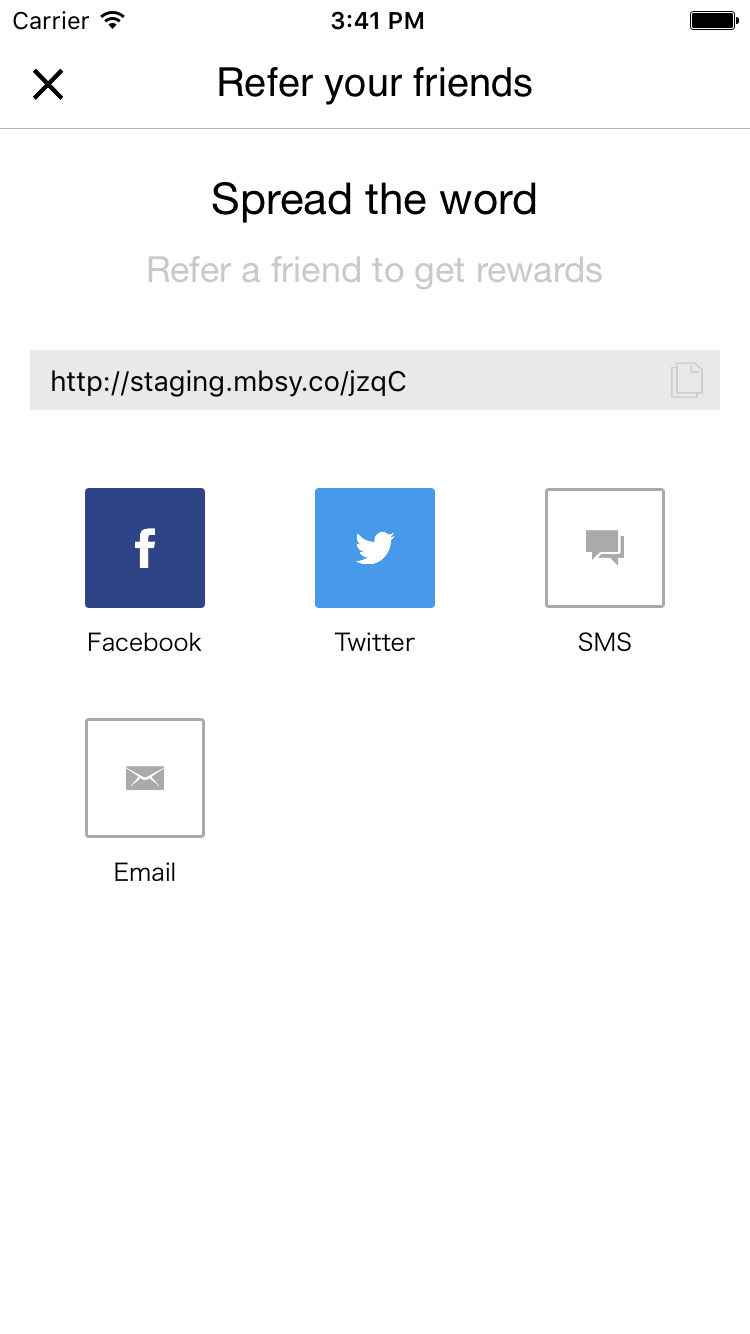 Carrier 3:41 PM
Refer your friends
Spread the word
Refer a friend to get rewards
http://staging.mbsy.co/jzqC
Facebook Twitter SMS
Email